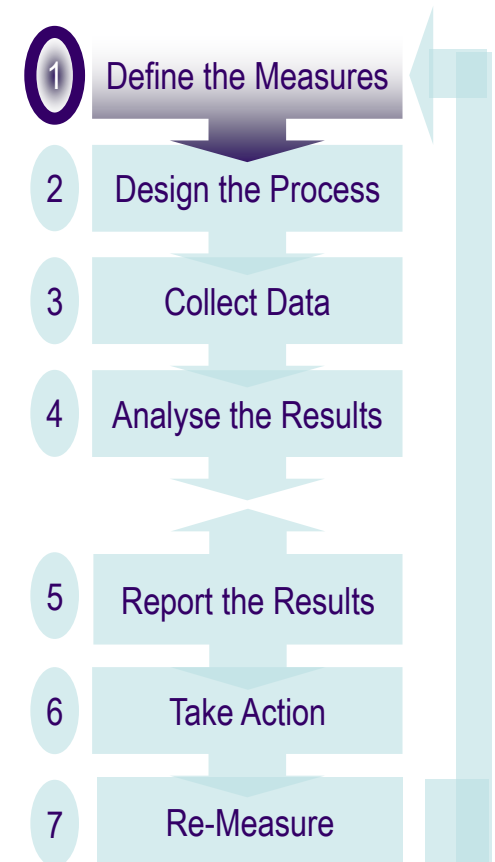 1 Define the Measures
2 Design the Process
3 Collect Data
4 Analyse the Results
5 Report the Results
6 Take Action
7 Re-Measure